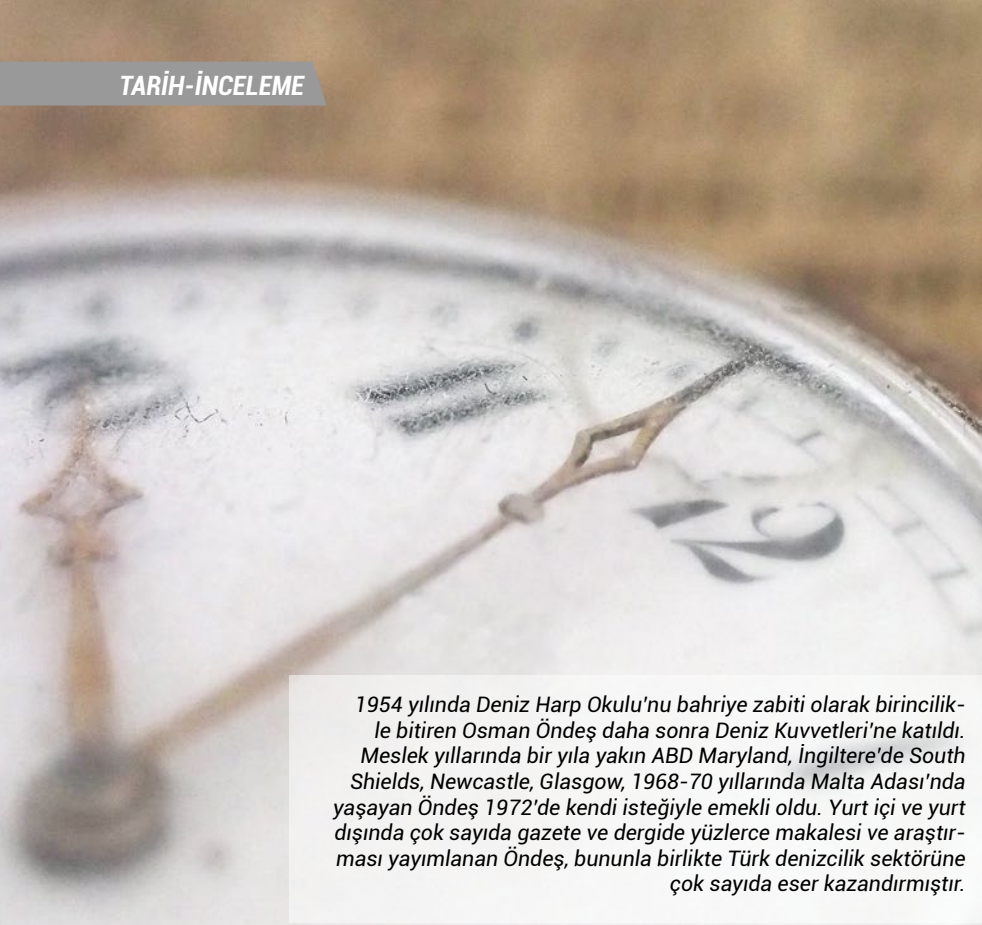 TARİH-İNCELEME
12
1954 yılında Deniz Harp Okulu'nu bahriye zabiti olarak birincilik-
le bitiren Osman Öndeş daha sonra Deniz Kuvvetleri'ne katıldı.
Meslek yıllarında bir yıla yakın ABD Maryland, İngiltere'de South
Shields, Newcastle, Glasgow, 1968-70 yıllarında Malta Adası'nda
yaşayan Öndeş 1972'de kendi isteğiyle emekli oldu. Yurt içi ve yurt
dışında çok sayıda gazete ve dergide yüzlerce makalesi ve araştır-
ması yayımlanan Öndeş, bununla birlikte Türk denizcilik sektörüne
çok sayıda eser kazandırmıştır.